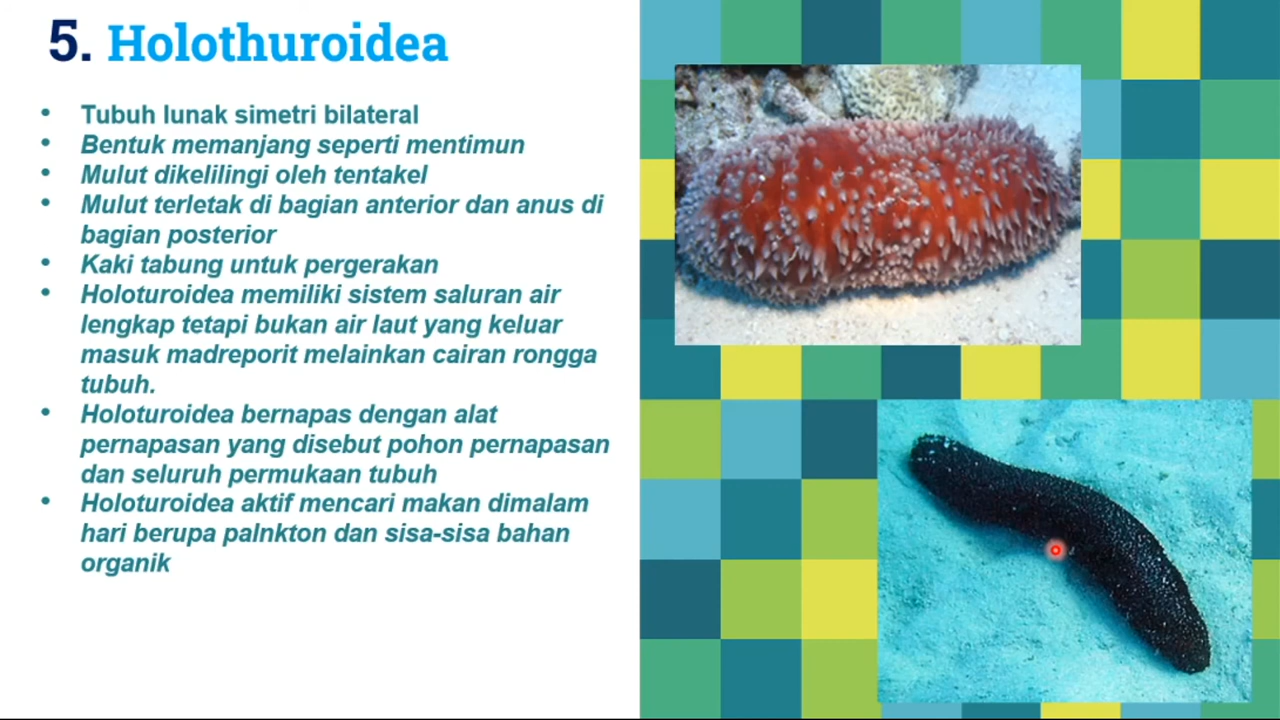 5. Holothuroidea
• Tubuh lunak simetri bilateral
• Bentuk memanjang seperti mentimun
• Mulut dikelilingi oleh tentakel
• Mulut terletak di bagian anterior dan anus di
bagian posterior
• Kaki tabung untuk pergerakan
• Holoturoidea memiliki sistem saluran air
lengkap tetapi bukan air laut yang keluar
masuk madreporit melainkan cairan rongga
tubuh.
• Holoturoidea bernapas dengan alat
pernapasan yang disebut pohon pernapasan
dan seluruh permukaan tubuh
• Holoturoidea aktif mencari makan dimalam
hari berupa palnkton dan sisa-sisa bahan
organik